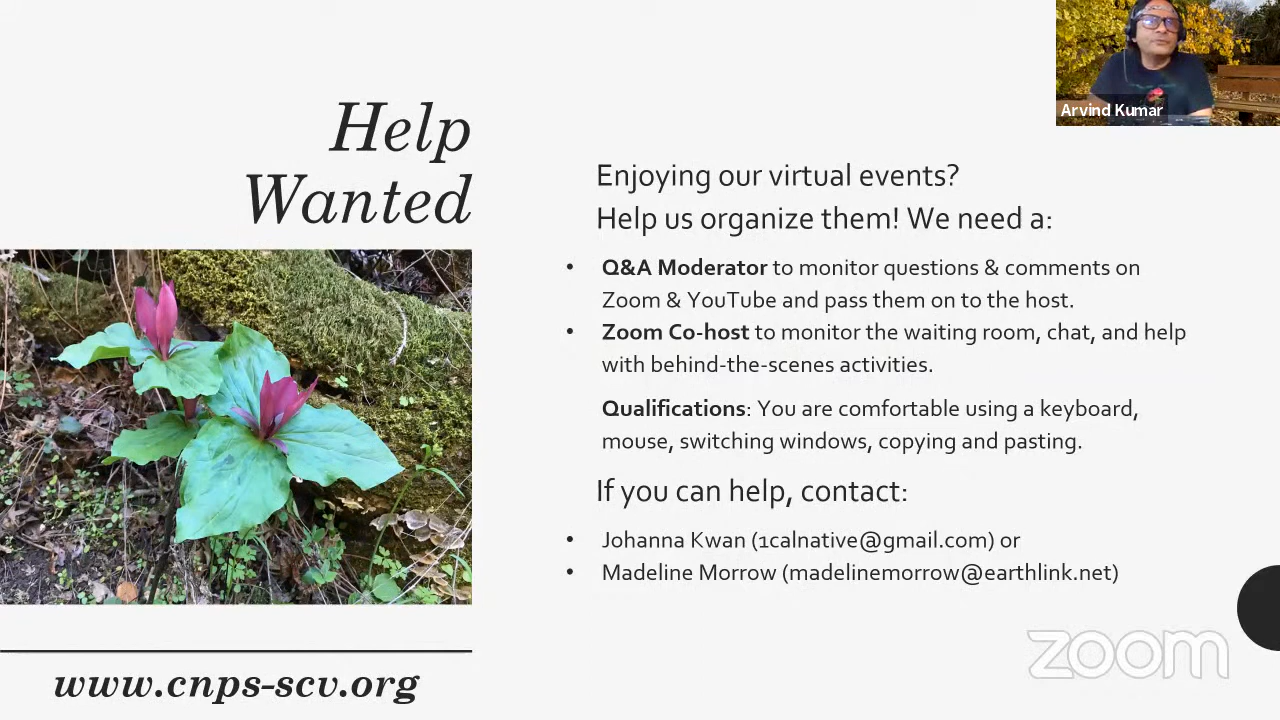 Help
Wanted
Arvind Kumar
Enjoying our virtual events?
Help us organize them! We need a:
• Q&A Moderator to monitor questions & comments on
Zoom & YouTube and pass them on to the host.
• Zoom Co-host to monitor the waiting room, chat, and help
with behind-the-scenes activities.
Qualifications: You are comfortable using a keyboard,
mouse, switching windows, copying and pasting.
If you can help, contact:
• Johanna Kwan (1calnative@gmail.com) or
• Madeline Morrow (madelinemorrow@earthlink.net)
www.cnps-scv.org
zoom